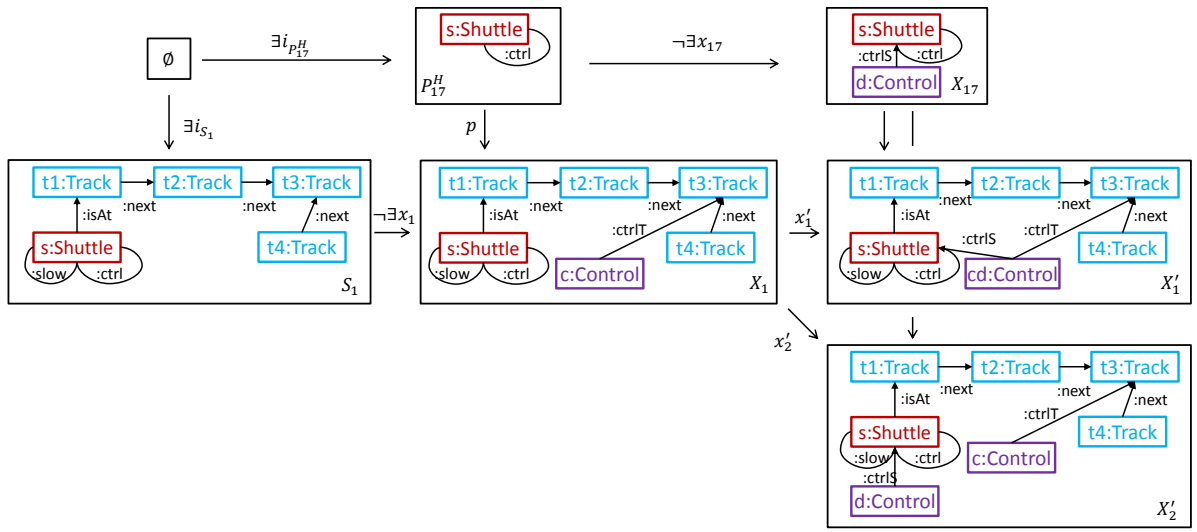 ∅
∃i_{P_{17}^H}
s:Shuttle
:ctrl
P_{17}^H
¬∃x_{17}
s:Shuttle
:ctrlS
:ctrl
d:Control
X_{17}
∃i_{S_1}
p
t1:Track
t2:Track
t3:Track
:next
:next
:isAt
:next
s:Shuttle
t4:Track
:slow
:ctrl
S_1
¬∃x_1
t1:Track
t2:Track
t3:Track
:next
:next
:isAt
:ctrlT
:next
s:Shuttle
t4:Track
:slow
:ctrl
c:Control
X_1
x_1'
t1:Track
t2:Track
t3:Track
:next
:next
:isAt
:ctrlS
:ctrlT
:next
s:Shuttle
t4:Track
:slow
:ctrl
cd:Control
X_1'
x_2'
t1:Track
t2:Track
t3:Track
:next
:next
:isAt
:ctrlT
:next
s:Shuttle
t4:Track
:slow
:ctrl
c:Control
:ctrlS
d:Control
X_2'